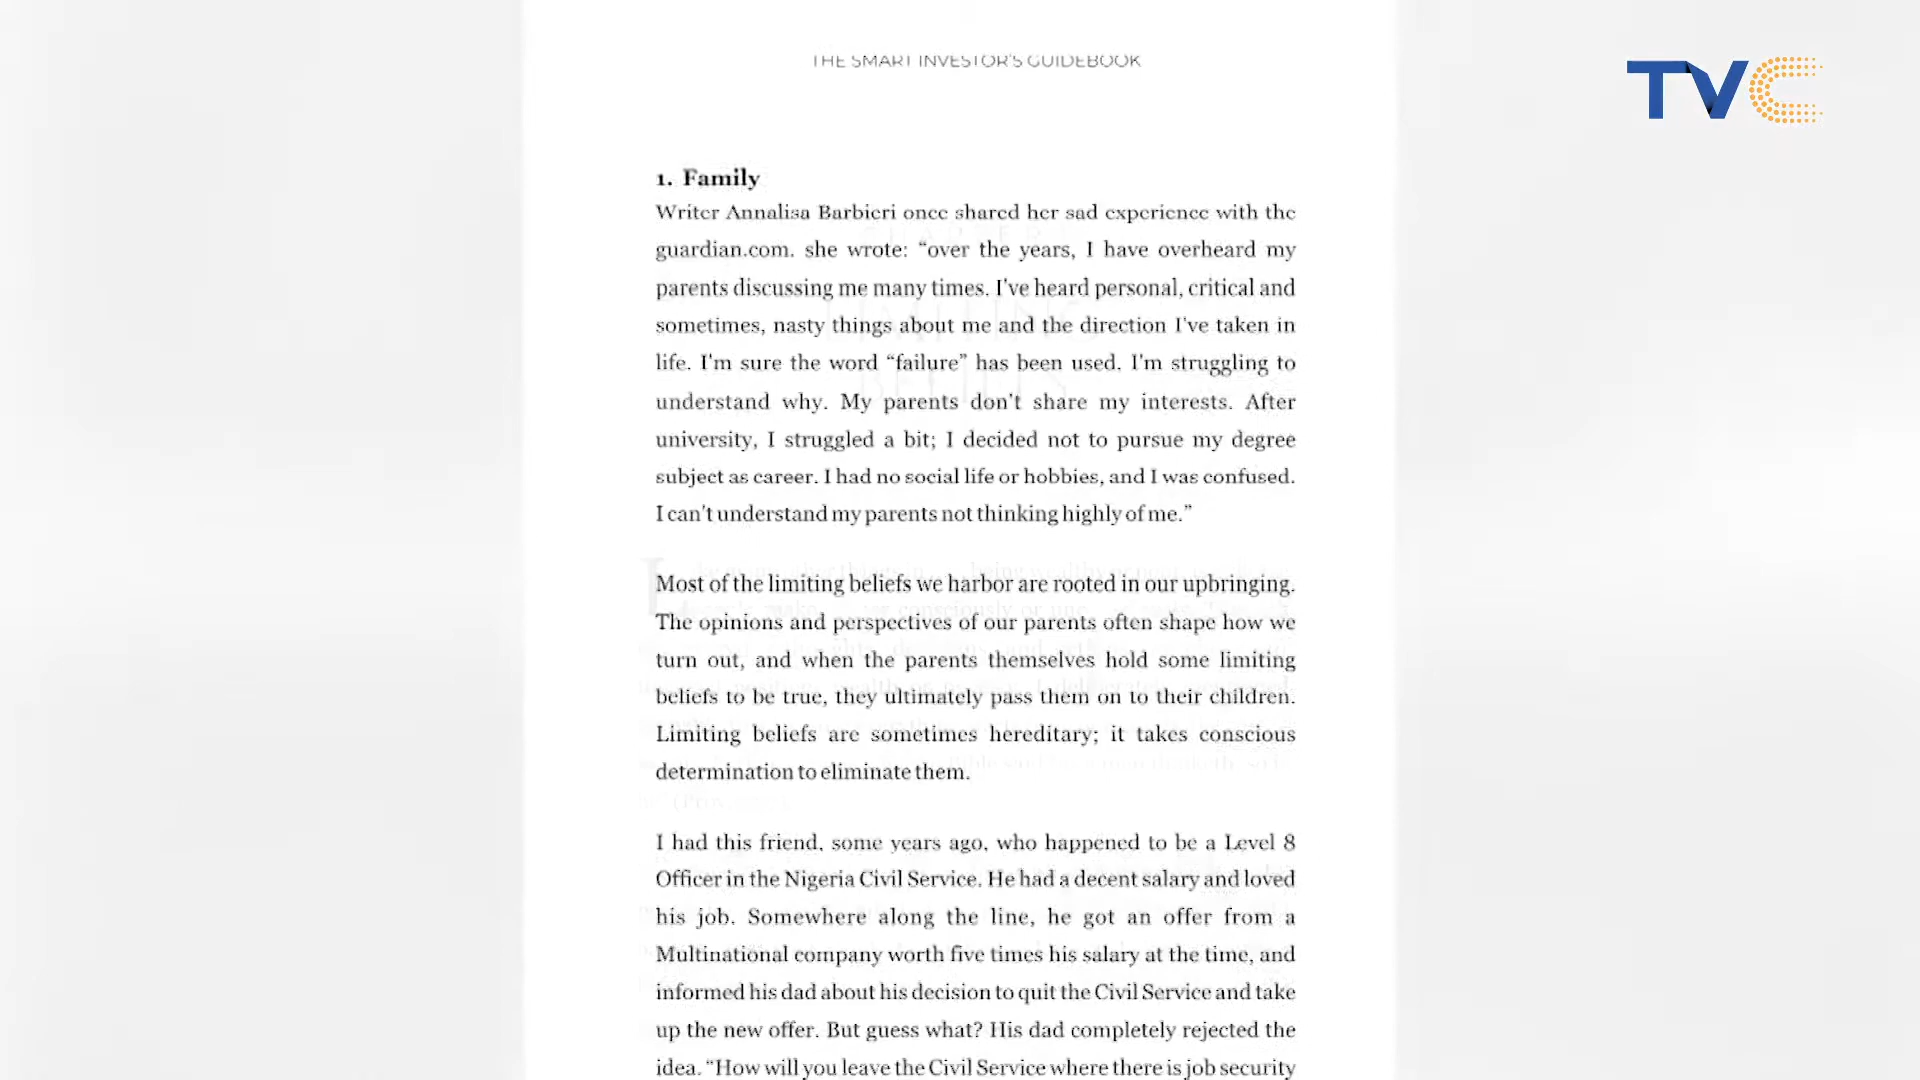 THE SMART INVESTOR'S GUIDEBOOK
TVC
1. Family
Writer Annalisa Barbieri once shared her sad experience with the
guardian.com. she wrote: “over the years, I have overheard my
parents discussing me many times. I've heard personal, critical and
sometimes, nasty things about me and the direction I've taken in
life. I'm sure the word “failure” has been used. I'm struggling to
understand why. My parents don't share my interests. After
university, I struggled a bit; I decided not to pursue my degree
subject as career. I had no social life or hobbies, and I was confused.
I can't understand my parents not thinking highly of me.”
Most of the limiting beliefs we harbor are rooted in our upbringing.
The opinions and perspectives of our parents often shape how we
turn out, and when the parents themselves hold some limiting
beliefs to be true, they ultimately pass them on to their children.
Limiting beliefs are sometimes hereditary; it takes conscious
determination to eliminate them.
I had this friend, some years ago, who happened to be a Level 8
Officer in the Nigeria Civil Service. He had a decent salary and loved
his job. Somewhere along the line, he got an offer from a
Multinational company worth five times his salary at the time, and
informed his dad about his decision to quit the Civil Service and take
up the new offer. But guess what? His dad completely rejected the
idea. “How will you leave the Civil Service where there is job security